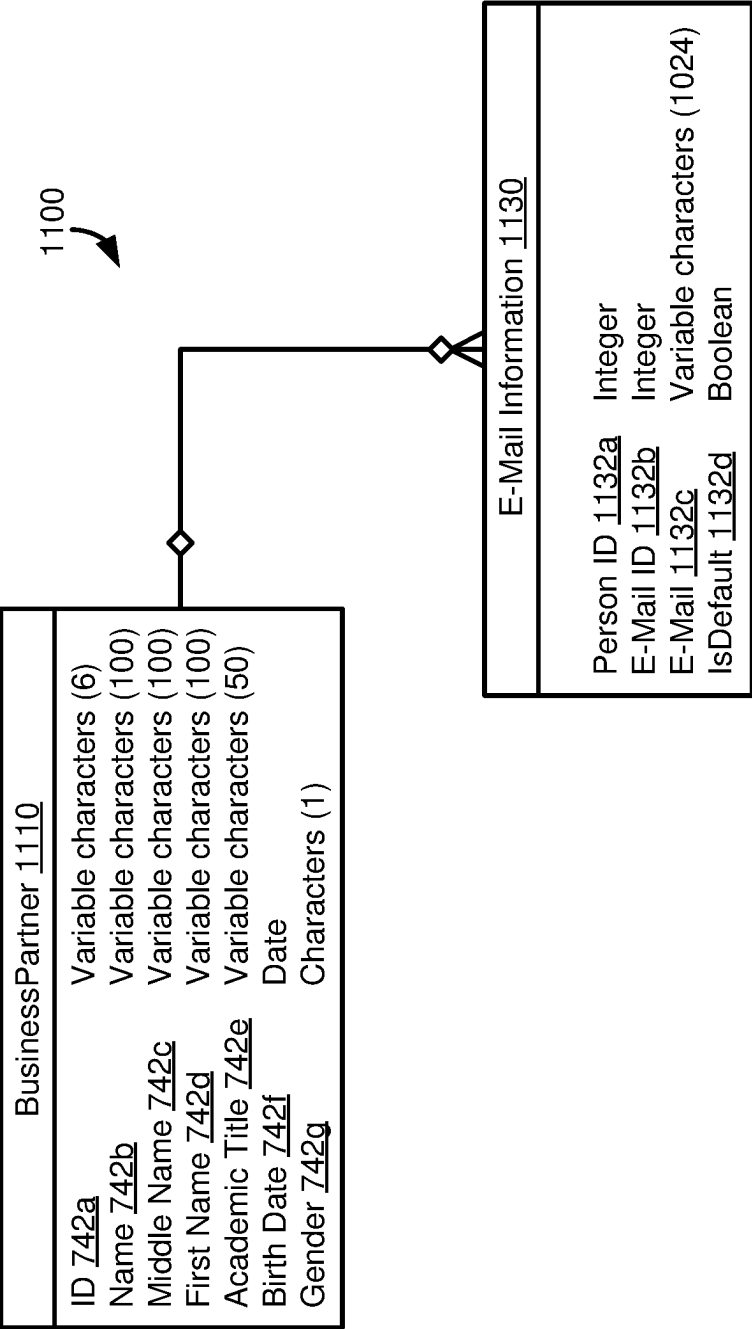 1100
BusinessPartner 1110
ID 742a Variable characters (6)
Name 742b Variable characters (100)
Middle Name 742c Variable characters (100)
First Name 742d Variable characters (100)
Academic Title 742e Variable characters (50)
Birth Date 742f Date
Gender 742g Characters (1)
E-Mail Information 1130
Person ID 1132a Integer
E-Mail ID 1132b Integer
E-Mail 1132c Variable characters (1024)
IsDefault 1132d Boolean